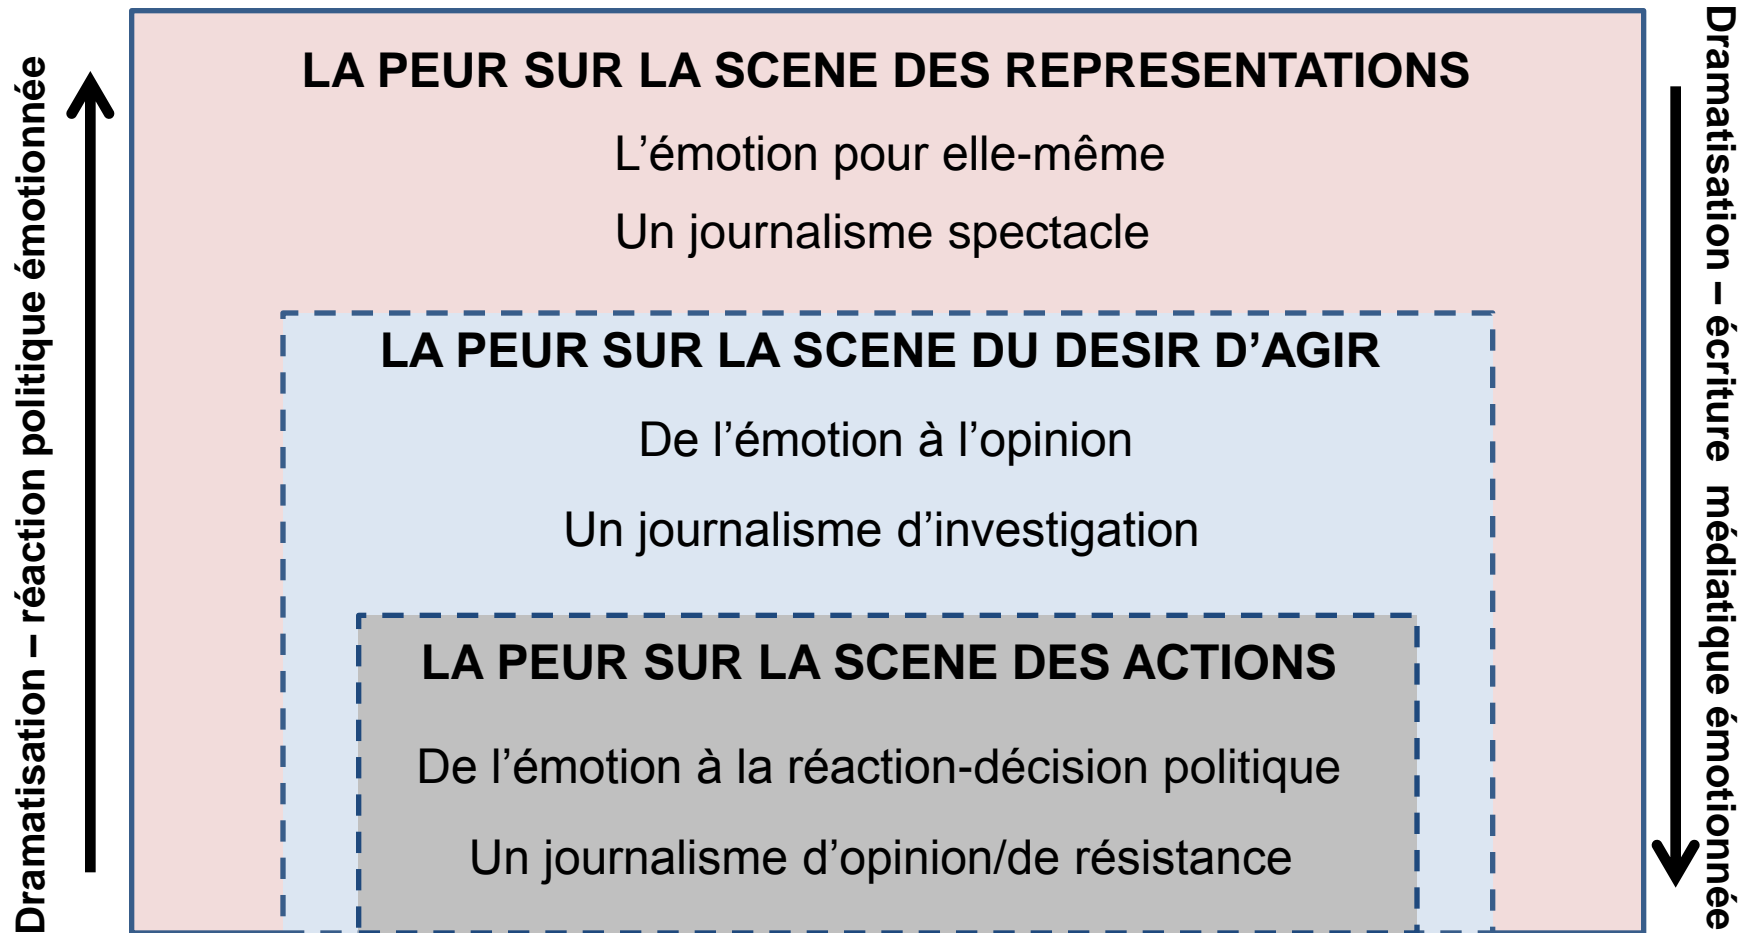 Dramatisation – réaction politique émotionnée
LA PEUR SUR LA SCENE DES REPRESENTATIONS
L’émotion pour elle-même
Un journalisme spectacle
LA PEUR SUR LA SCENE DU DESIR D’AGIR
De l’émotion à l’opinion
Un journalisme d’investigation
LA PEUR SUR LA SCENE DES ACTIONS
De l’émotion à la réaction-décision politique
Un journalisme d’opinion/de résistance
Dramatisation – écriture médiatique émotionnée